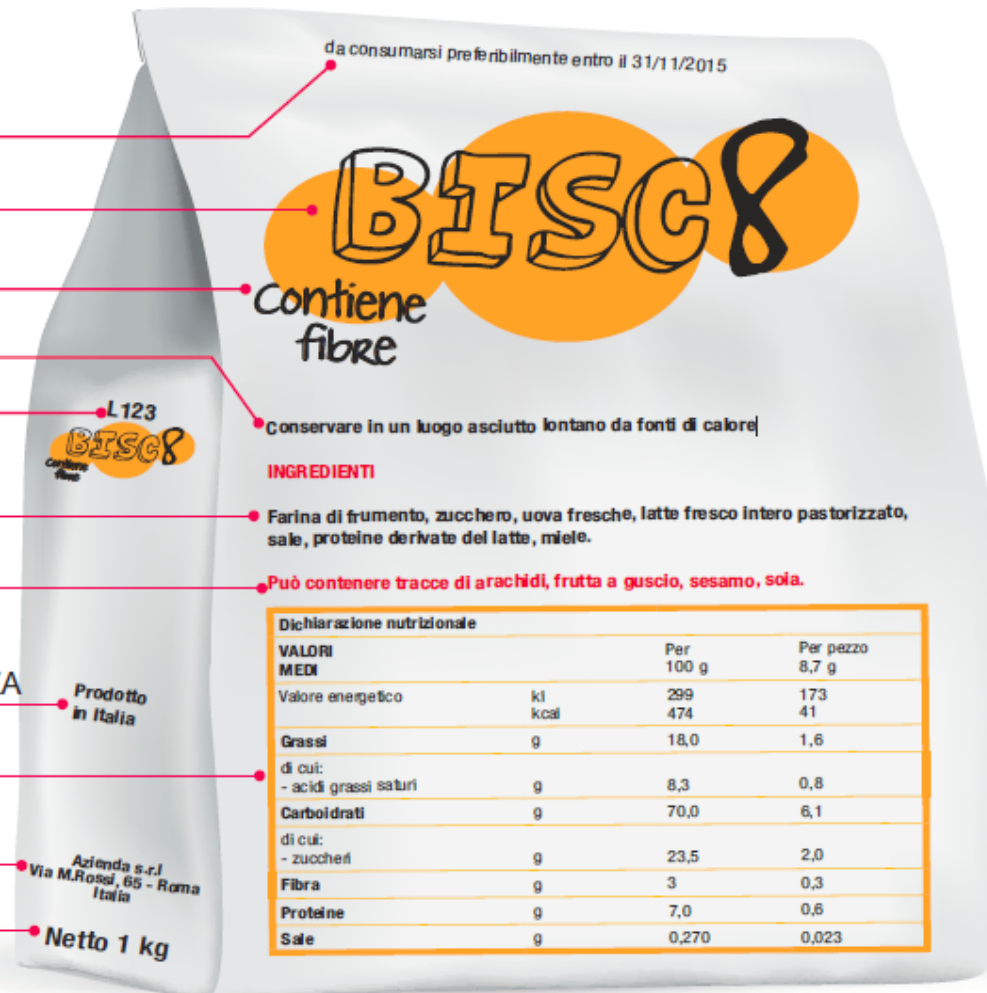 da consumarsi preferibilmente entro il 31/11/2015
BISC8
Contiene
fibre
Conservare in un luogo asciutto lontano da fonti di calore
INGREDIENTI
Farina di frumento, zucchero, uova fresche, latte fresco intero pastorizzato,
sale, proteine derivate del latte, miele.
Può contenere tracce di arachidi, frutta a guscio, sesamo, soia.
Dichiarazione nutrizionale
VALORI Per Per pezzo
MEDI 100 g 8,7 g
Valore energetico kl 299 173
kcal 474 41
Grassi g 18,0 1,6
di cui:
- acidi grassi saturi g 8,3 0,8
Carboidrati g 70,0 6,1
di cui:
- zuccheri g 23,5 2,0
Fibra g 3 0,3
Proteine g 7,0 0,6
Sale g 0,270 0,023
L123
BISC8
Contiene
fibre
Prodotto
in Italia
Azienda s.r.l
Via M.Rossi, 65 - Roma
Italia
Netto 1 kg